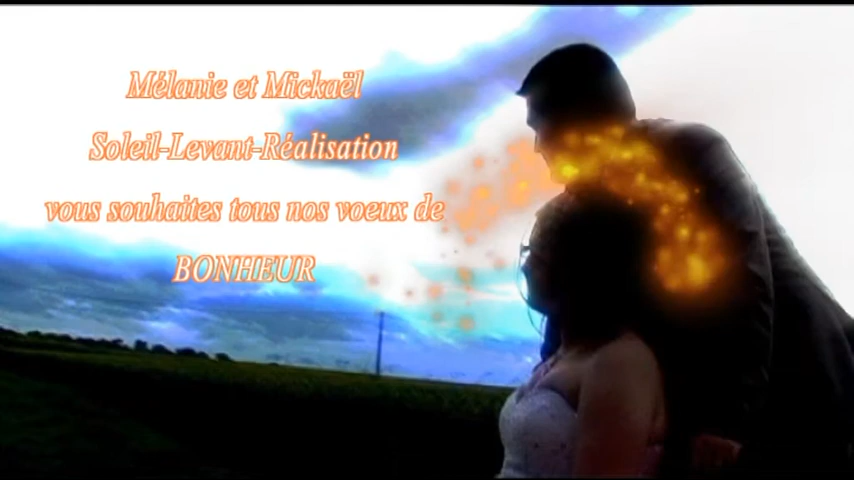 Mélanie et Mickaël
Soleil-Levant-Réalisation
vous souhaites tous nos voeux de
BONHEUR